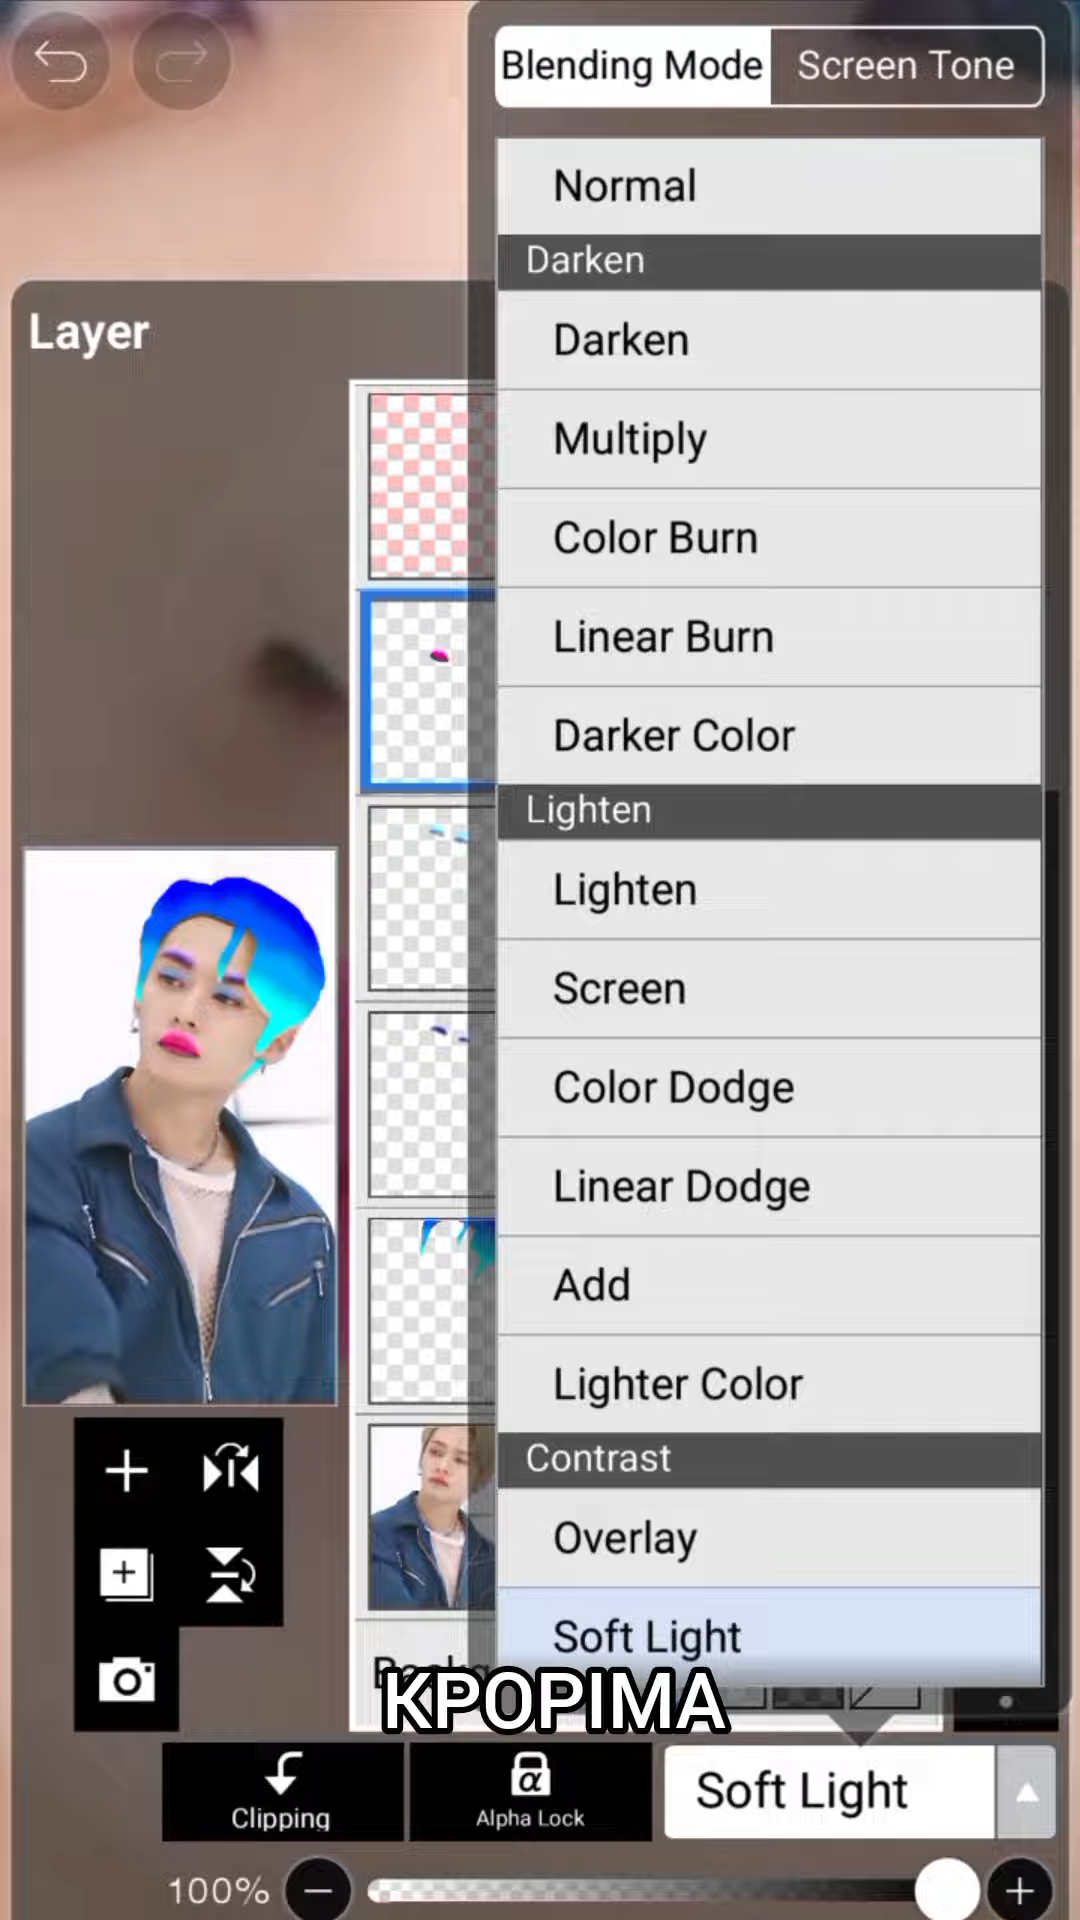 Blending Mode
Screen Tone
Normal
Darken
Layer
Darken
Multiply
Color Burn
Linear Burn
Darker Color
Lighten
Lighten
Screen
Color Dodge
Linear Dodge
Add
Lighter Color
Contrast
Overlay
Soft Light
KPOPIMA
Clipping
α
Alpha Lock
Soft Light
100%